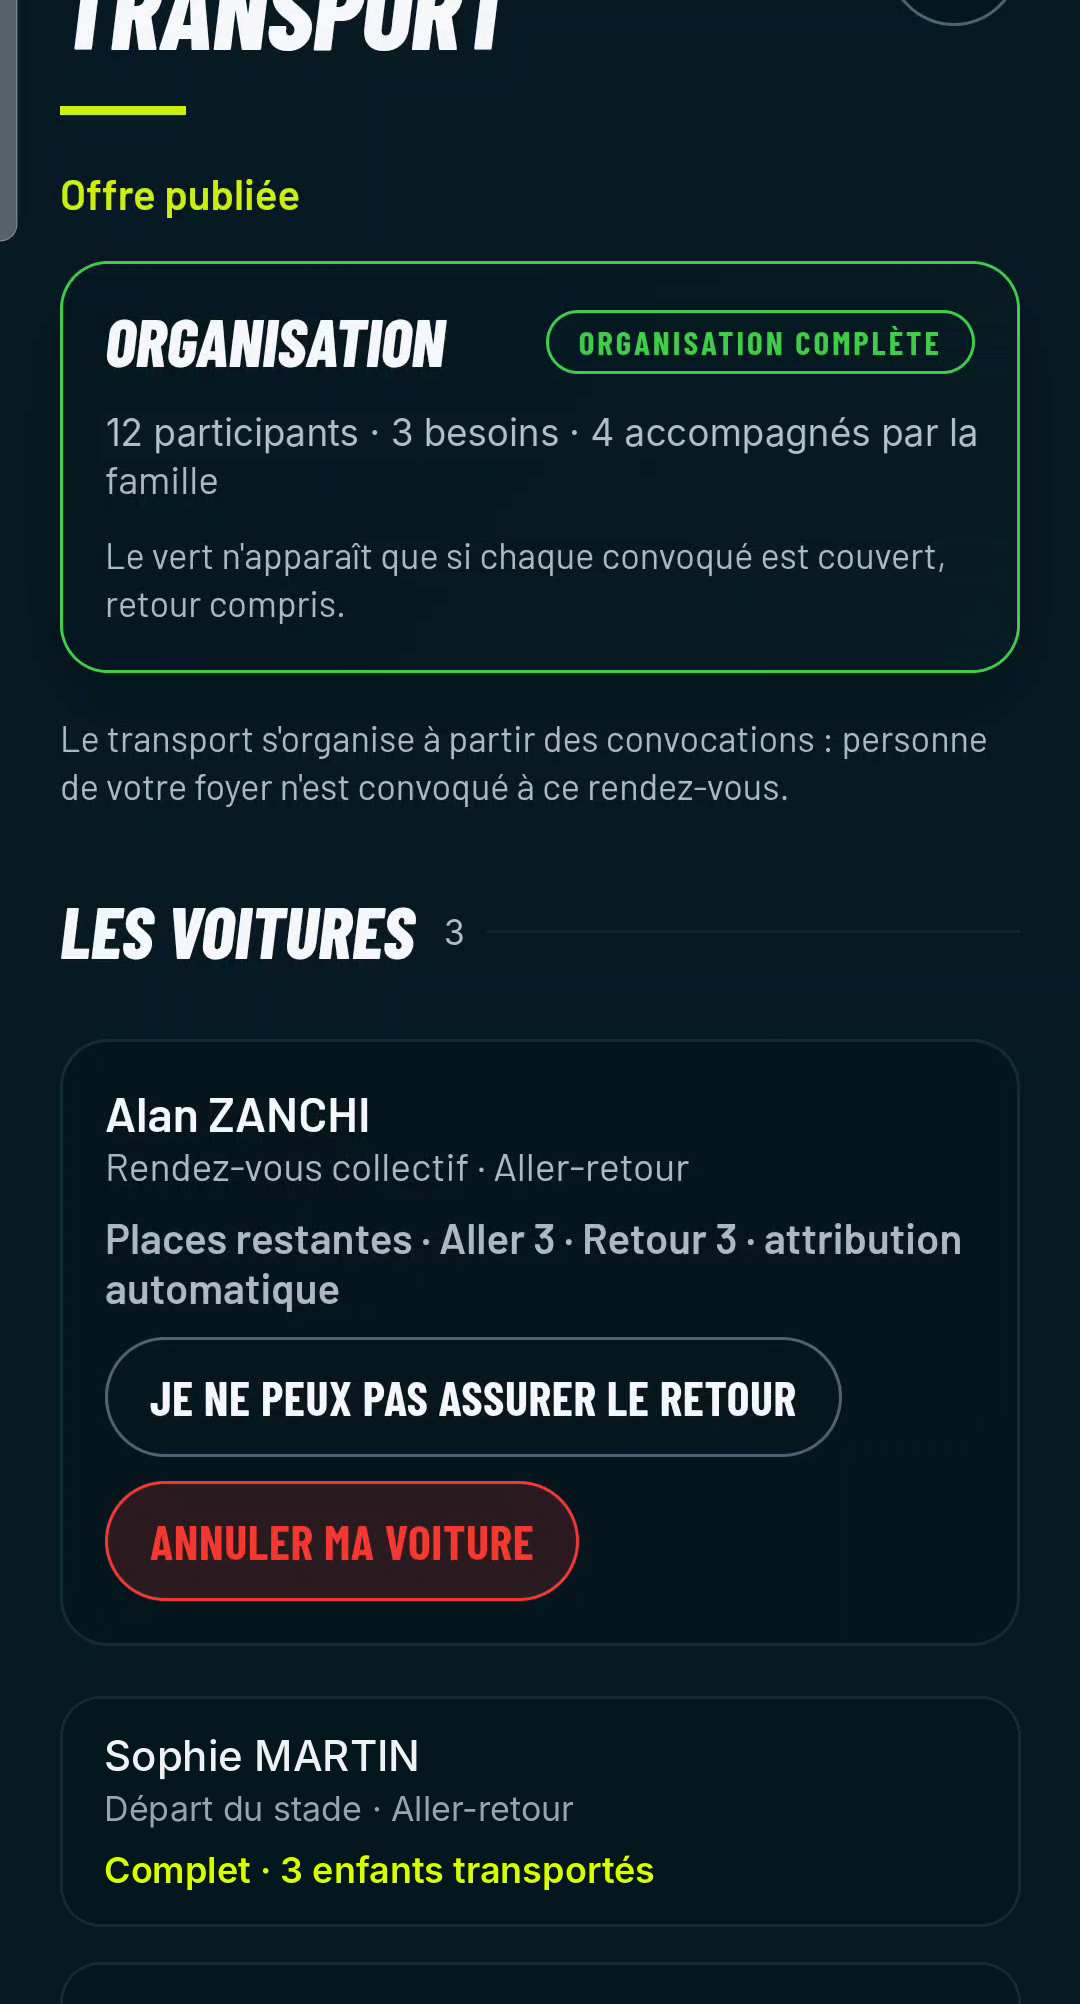 TRANSPORT
Offre publiée
ORGANISATION
ORGANISATION COMPLÈTE
12 participants · 3 besoins · 4 accompagnés par la
famille
Le vert n'apparaît que si chaque convoqué est couvert,
retour compris.
Le transport s'organise à partir des convocations : personne
de votre foyer n'est convoqué à ce rendez-vous.
LES VOITURES 3
Alan ZANCHI
Rendez-vous collectif · Aller-retour
Places restantes · Aller 3 · Retour 3 · attribution
automatique
JE NE PEUX PAS ASSURER LE RETOUR
ANNULER MA VOITURE
Sophie MARTIN
Départ du stade · Aller-retour
Complet · 3 enfants transportés